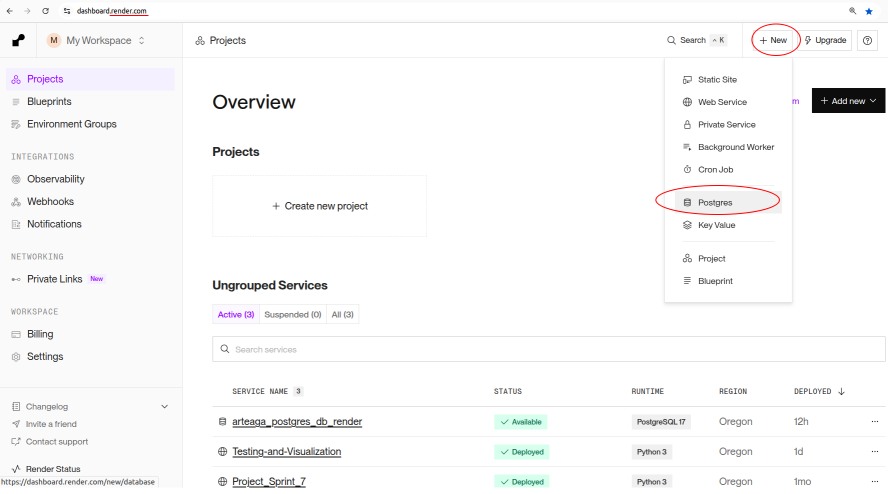 dashboard.render.com
M My Workspace
Projects
Search ^ K
+ New
Upgrade
Projects
Blueprints
Environment Groups
INTEGRATIONS
Observability
Webhooks
Notifications
NETWORKING
Private Links New
WORKSPACE
Billing
Settings
Changelog
Invite a friend
Contact support
Render Status
https://dashboard.render.com/new/database
Overview
m
+ Add new
Static Site
Web Service
Private Service
Background Worker
Cron Job
Postgres
Key Value
Project
Blueprint
Projects
+ Create new project
Ungrouped Services
Active (3) Suspended (0) All (3)
Search services
SERVICE NAME 3 STATUS RUNTIME REGION DEPLOYED ↓
arteaqa_postgres_db_render ✓ Available PostgreSQL 17 Oregon 12h ...
Testing-and-Visualization ✓ Deployed Python 3 Oregon 1d ...
Project_Sprint_7 ✓ Deployed Python 3 Oregon 1mo ...